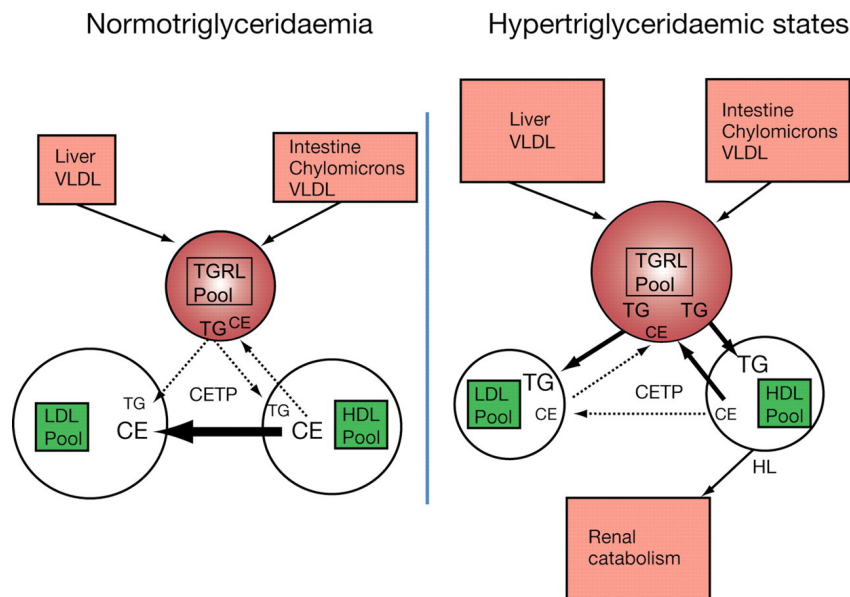 Normotriglyceridaemia
Liver
VLDL
Intestine
Chylomicrons
VLDL
TGRL
Pool
TG CE
LDL
Pool
TG
CE
CETP
TG
CE
HDL
Pool
Hypertriglyceridaemic states
Liver
VLDL
Intestine
Chylomicrons
VLDL
TGRL
Pool
TG TG
CE
LDL
Pool
TG
CE
CETP
TG
CE
HDL
Pool
HL
Renal
catabolism